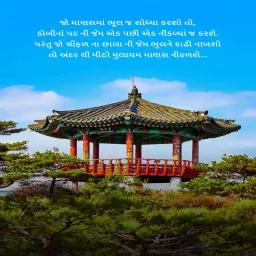 જો માણસમાં ભૂલ જ શોધ્યા કરશો તો,
કોબીનાં પડ ની જેમ એક પછી એક નીકળ્યાં જ કરશે.
પરંતુ જો શ્રીફળ ના છાલા ની જેમ ભુલને કાઢી નાખશો
તો અંદર થી મીઠો મુલાયમ માણસ નીકળશે...